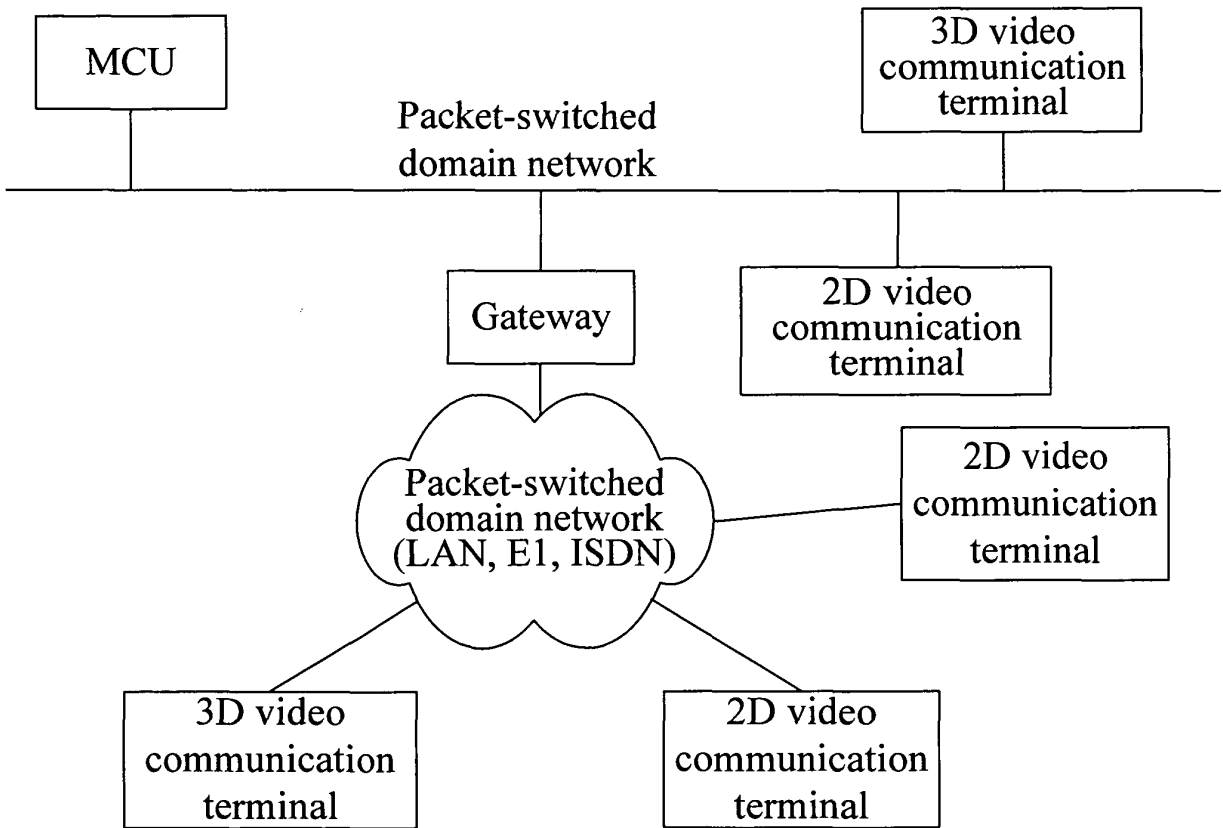 MCU
3D video
communication
terminal
Packet-switched
domain network
Gateway
2D video
communication
terminal
Packet-switched
domain network
(LAN, E1, ISDN)
2D video
communication
terminal
3D video
communication
terminal
2D video
communication
terminal